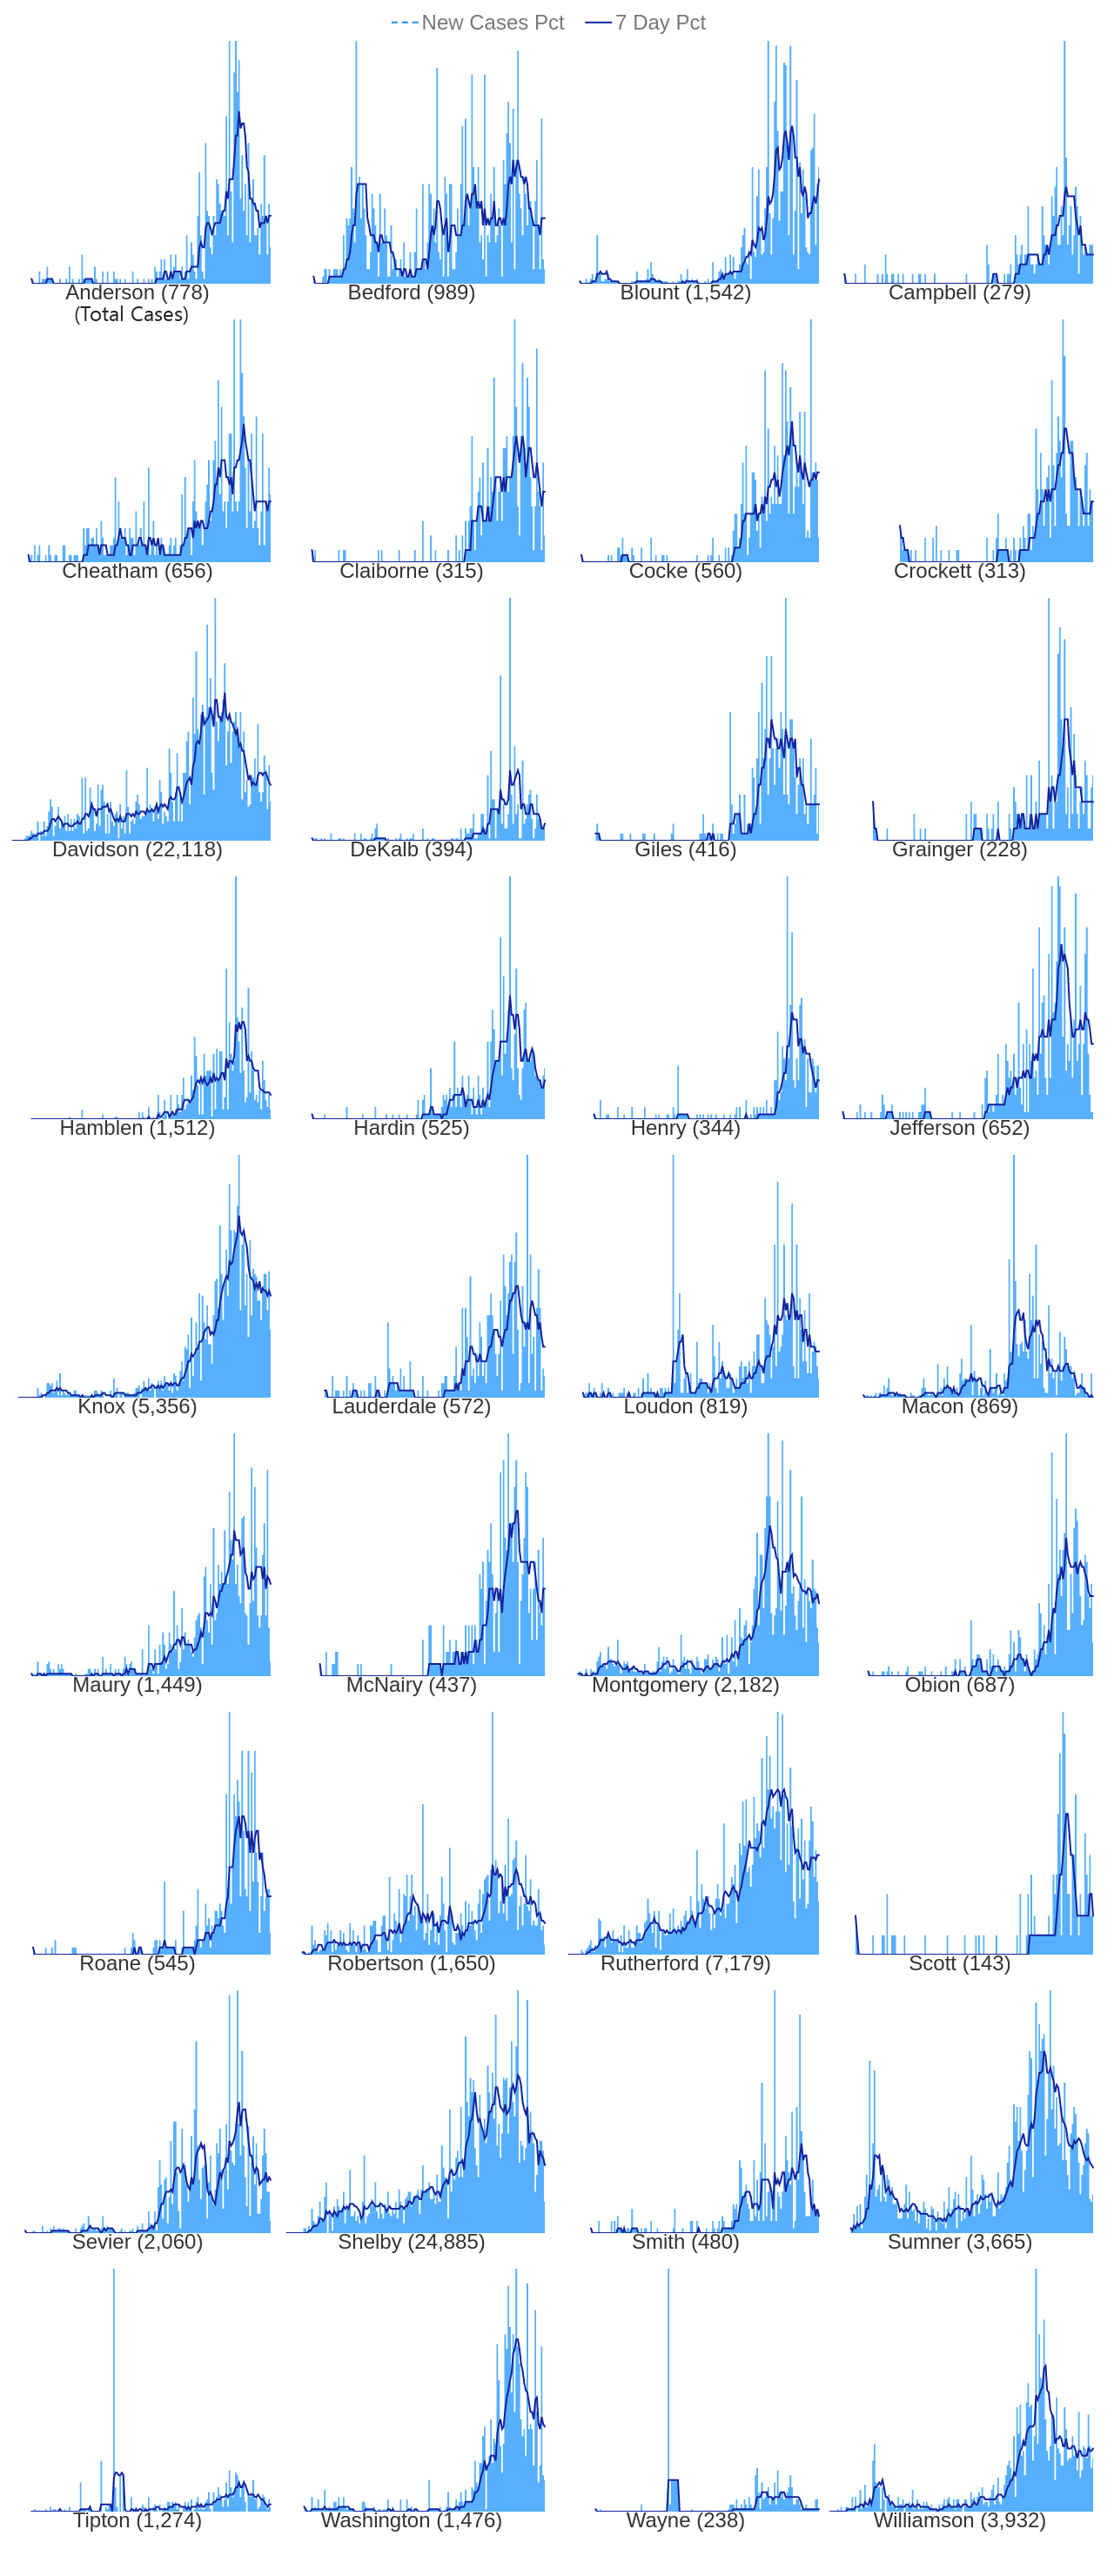 New Cases Pct 7 Day Pct
Anderson (778) Bedford (989) Blount (1,542) Campbell (279)
(Total Cases)
Cheatham (656) Claiborne (315) Cocke (560) Crockett (313)
Davidson (22,118) DeKalb (394) Giles (416) Grainger (228)
Hamblen (1,512) Hardin (525) Henry (344) Jefferson (652)
Knox (5,356) Lauderdale (572) Loudon (819) Macon (869)
Maury (1,449) McNairy (437) Montgomery (2,182) Obion (687)
Roane (545) Robertson (1,650) Rutherford (7,179) Scott (143)
Sevier (2,060) Shelby (24,885) Smith (480) Sumner (3,665)
Tipton (1,274) Washington (1,476) Wayne (238) Williamson (3,932)